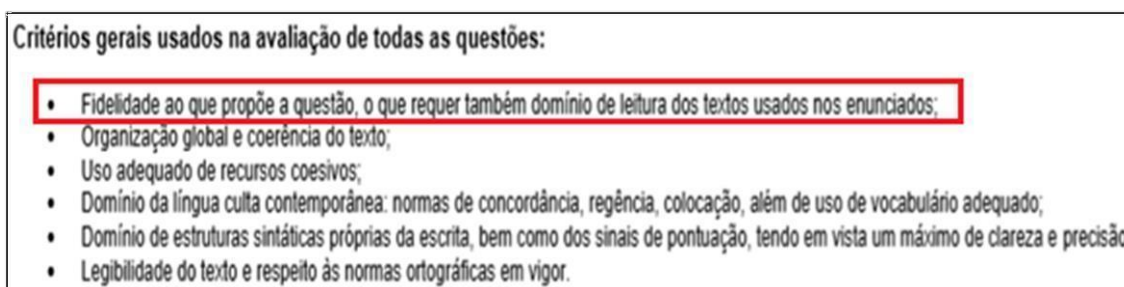 Critérios gerais usados na avaliação de todas as questões:
• Fidelidade ao que propõe a questão, o que requer também domínio de leitura dos textos usados nos enunciados;
• Organização global e coerência do texto;
• Uso adequado de recursos coesivos;
• Domínio da língua culta contemporânea: normas de concordância, regência, colocação, além de uso de vocabulário adequado;
• Domínio de estruturas sintáticas próprias da escrita, bem como dos sinais de pontuação, tendo em vista um máximo de clareza e precisão
• Legibilidade do texto e respeito às normas ortográficas em vigor.